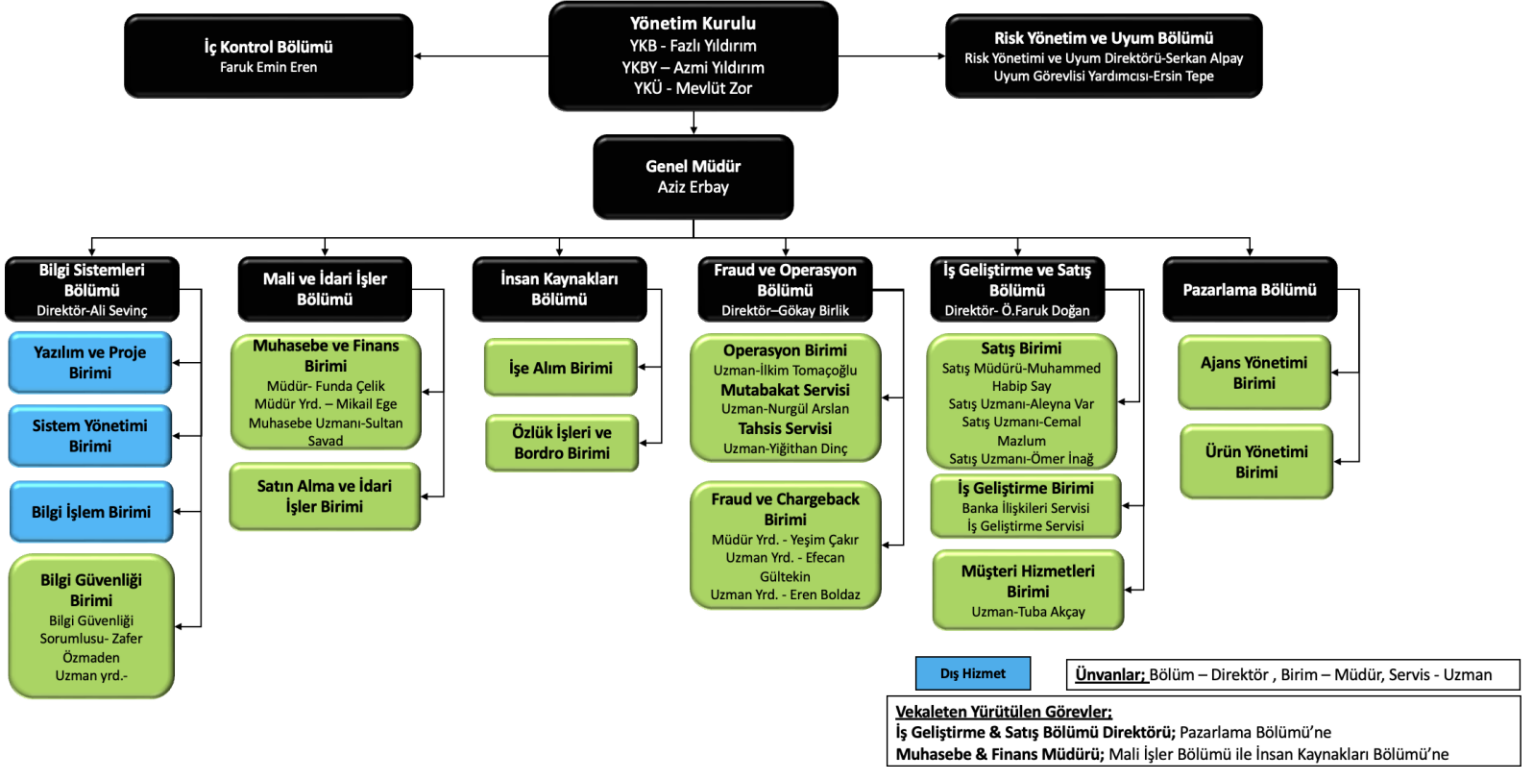 İç Kontrol Bölümü
Faruk Emin Eren
Yönetim Kurulu
YKB - Fazlı Yıldırım
YKBY – Azmi Yıldırım
YKÜ - Mevlüt Zor
Risk Yönetim ve Uyum Bölümü
Risk Yönetimi ve Uyum Direktörü-Serkan Alpay
Uyum Görevlisi Yardımcısı-Ersin Tepe
Genel Müdür
Aziz Erbay
Bilgi Sistemleri
Bölümü
Direktör-Ali Sevinç
Yazılım ve Proje
Birimi
Sistem Yönetimi
Birimi
Bilgi İşlem Birimi
Bilgi Güvenliği
Birimi
Bilgi Güvenliği
Sorumlusu- Zafer
Özmaden
Uzman yrd.-
Mali ve İdari İşler
Bölümü
Muhasebe ve Finans
Birimi
Müdür- Funda Çelik
Müdür Yrd. – Mikail Ege
Muhasebe Uzmanı-Sultan
Savad
Satın Alma ve İdari
İşler Birimi
İnsan Kaynakları
Bölümü
İşe Alım Birimi
Özlük İşleri ve
Bordro Birimi
Fraud ve Operasyon
Bölümü
Direktör–Gökay Birlik
Operasyon Birimi
Uzman-İlkim Tomaçoğlu
Mutabakat Servisi
Uzman-Nurgül Arslan
Tahsis Servisi
Uzman-Yiğithan Dinç
Fraud ve Chargeback
Birimi
Müdür Yrd. - Yeşim Çakır
Uzman Yrd. - Efecan
Gültekin
Uzman Yrd. - Eren Boldaz
İş Geliştirme ve Satış
Bölümü
Direktör- Ö.Faruk Doğan
Satış Birimi
Satış Müdürü-Muhammed
Habip Say
Satış Uzmanı-Aleyna Var
Satış Uzmanı-Cemal
Mazlum
Satış Uzmanı-Ömer İnağ
İş Geliştirme Birimi
Banka İlişkileri Servisi
İş Geliştirme Servisi
Müşteri Hizmetleri
Birimi
Uzman-Tuba Akçay
Pazarlama Bölümü
Ajans Yönetimi
Birimi
Ürün Yönetimi
Birimi
Dış Hizmet
Ünvanlar; Bölüm – Direktör , Birim – Müdür, Servis - Uzman
Vekaleten Yürütülen Görevler;
İş Geliştirme & Satış Bölümü Direktörü; Pazarlama Bölümü’ne
Muhasebe & Finans Müdürü; Mali İşler Bölümü ile İnsan Kaynakları Bölümü’ne